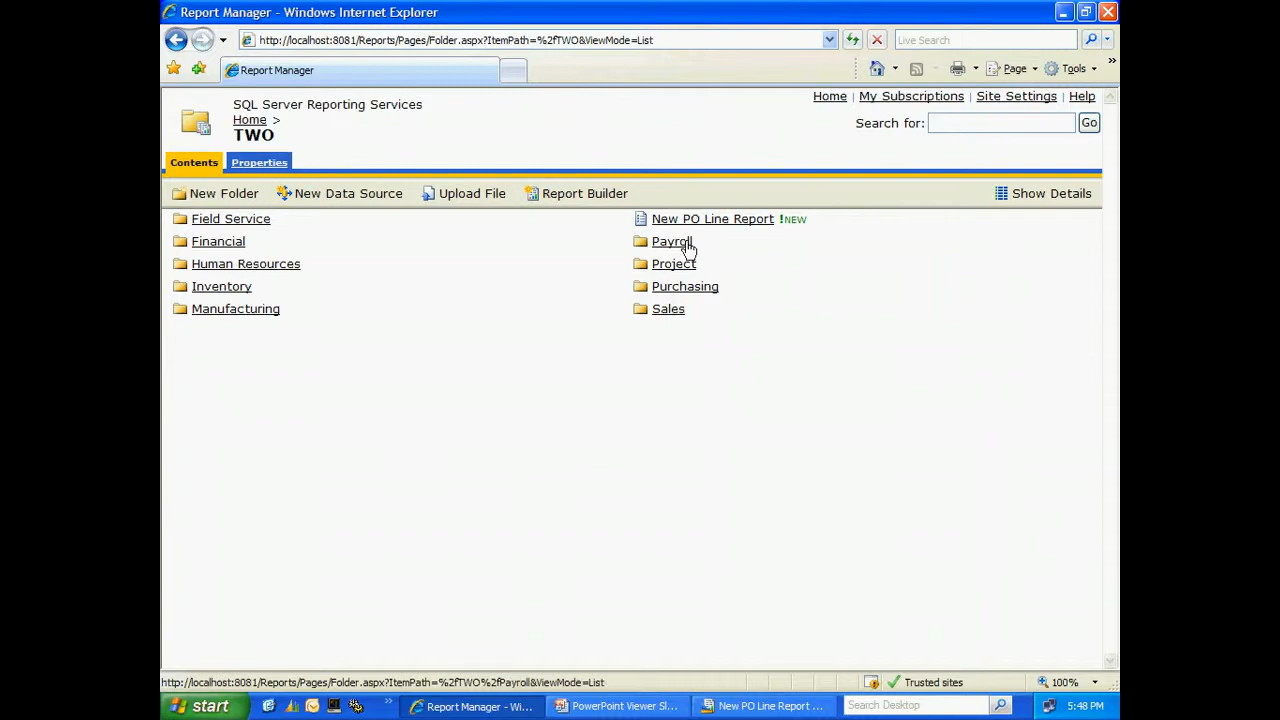 Report Manager - Windows Internet Explorer
http://localhost:8081/Reports/Pages/Folder.aspx?ItemPath=%2fTWO&ViewMode=List
Live Search
Report Manager
Page
Tools
SQL Server Reporting Services
Home >
TWO
Home | My Subscriptions | Site Settings | Help
Search for:
Go
Contents
Properties
New Folder
New Data Source
Upload File
Report Builder
Show Details
Field Service
Financial
Human Resources
Inventory
Manufacturing
New PO Line Report !NEW
Payroll
Project
Purchasing
Sales
http://localhost:8081/Reports/Pages/Folder.aspx?ItemPath=%2fTWO%2fPayroll&ViewMode=List
Trusted sites
100%
start
Report Manager - Wi...
PowerPoint Viewer Sl...
New PO Line Report ...
Search Desktop
5:48 PM